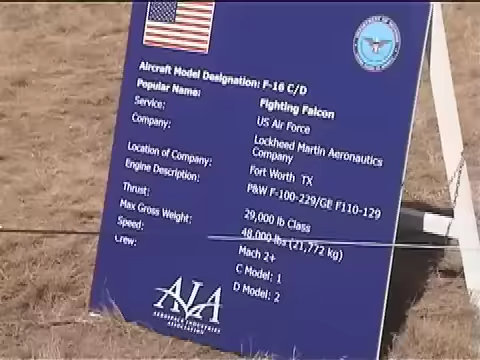 Aircraft Model Designation: F-16 C/D
Popular Name: Fighting Falcon
Service: US Air Force
Company: Lockheed Martin Aeronautics
Company
Location of Company: Fort Worth TX
Engine Description: P&W F-100-229/GE F110-129
Thrust: 29,000 lb Class
Max Gross Weight: 48,000 lbs (21,772 kg)
Speed: Mach 2+
Crew: C Model: 1
D Model: 2
AIA
AEROSPACE INDUSTRIES
ASSOCIATION